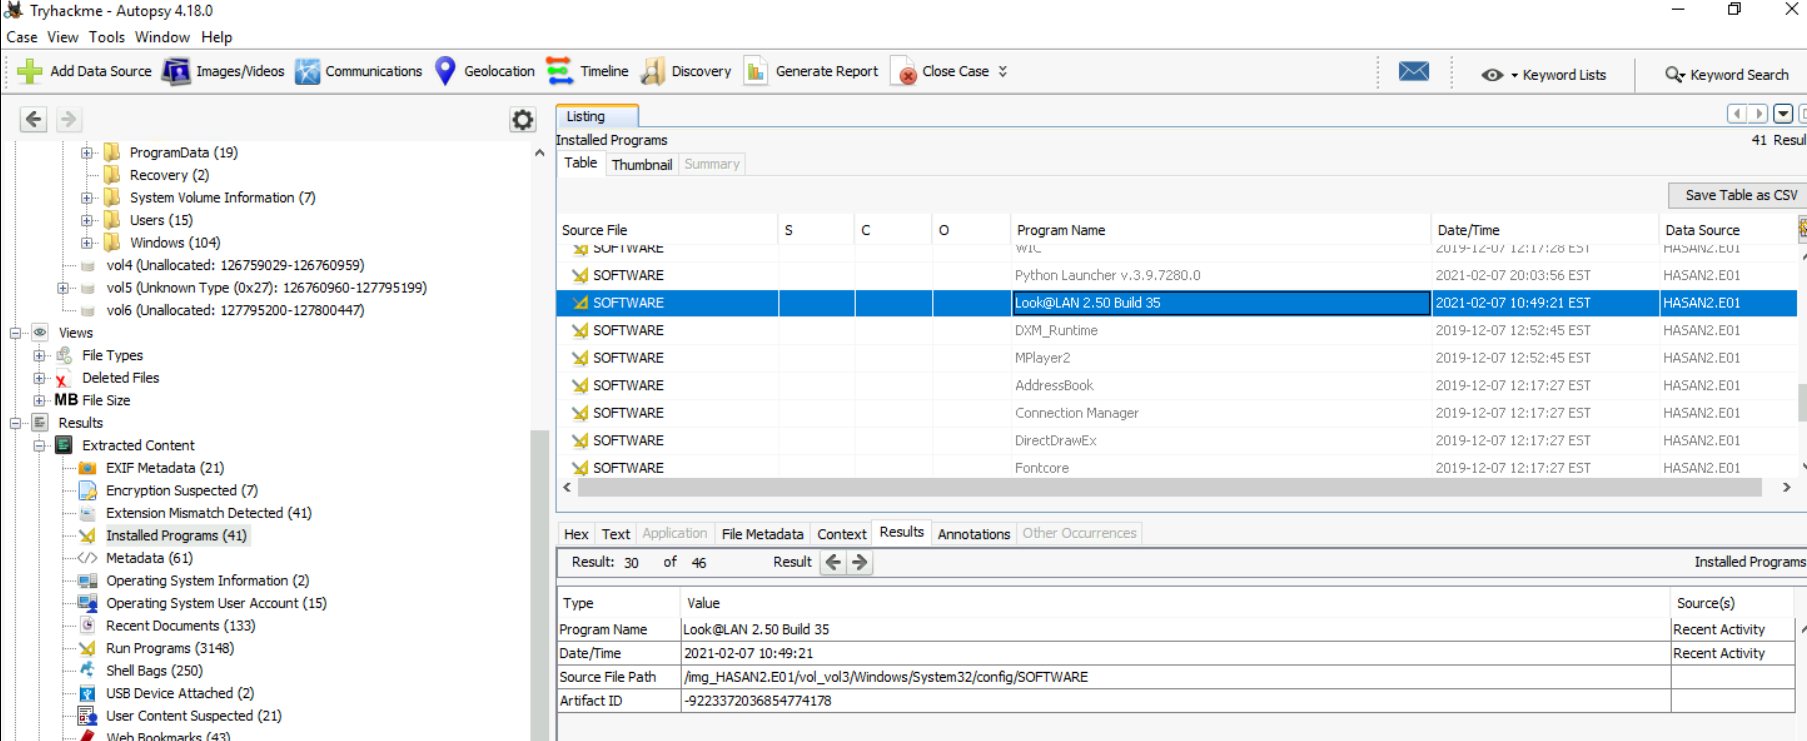 Tryhackme - Autopsy 4.18.0
Case View Tools Window Help
Add Data Source Images/Videos Communications Geolocation Timeline Discovery Generate Report Close Case Keyword Lists Keyword Search
Listing
Installed Programs
41 Resul
Table Thumbnail Summary
Save Table as CSV
ProgramData (19)
Recovery (2)
System Volume Information (7)
Users (15)
Windows (104)
vol4 (Unallocated: 126759029-126760959)
vol5 (Unknown Type (0x27): 126760960-127795199)
vol6 (Unallocated: 127795200-127800447)
Views
File Types
Deleted Files
MB File Size
Results
Extracted Content
EXIF Metadata (21)
Encryption Suspected (7)
Extension Mismatch Detected (41)
Installed Programs (41)
Metadata (61)
Operating System Information (2)
Operating System User Account (15)
Recent Documents (133)
Run Programs (3148)
Shell Bags (250)
USB Device Attached (2)
User Content Suspected (21)
Web Bookmarks (43)
Source File S C O Program Name Date/Time Data Source
SOFTWARE WIC 2019-12-07 12:17:28 EST HASAN2.E01
SOFTWARE Python Launcher v.3.9.7280.0 2021-02-07 20:03:56 EST HASAN2.E01
SOFTWARE Look@LAN 2.50 Build 35 2021-02-07 10:49:21 EST HASAN2.E01
SOFTWARE DXM_Runtime 2019-12-07 12:52:45 EST HASAN2.E01
SOFTWARE MPlayer2 2019-12-07 12:52:45 EST HASAN2.E01
SOFTWARE AddressBook 2019-12-07 12:17:27 EST HASAN2.E01
SOFTWARE Connection Manager 2019-12-07 12:17:27 EST HASAN2.E01
SOFTWARE DirectDrawEx 2019-12-07 12:17:27 EST HASAN2.E01
SOFTWARE Fontcore 2019-12-07 12:17:27 EST HASAN2.E01
Hex Text Application File Metadata Context Results Annotations Other Occurrences
Result: 30 of 46 Result Installed Programs
Type Value Source(s)
Program Name Look@LAN 2.50 Build 35 Recent Activity
Date/Time 2021-02-07 10:49:21 Recent Activity
Source File Path /img_HASAN2.E01/vol_vol3/Windows/System32/config/SOFTWARE
Artifact ID -9223372036854774178